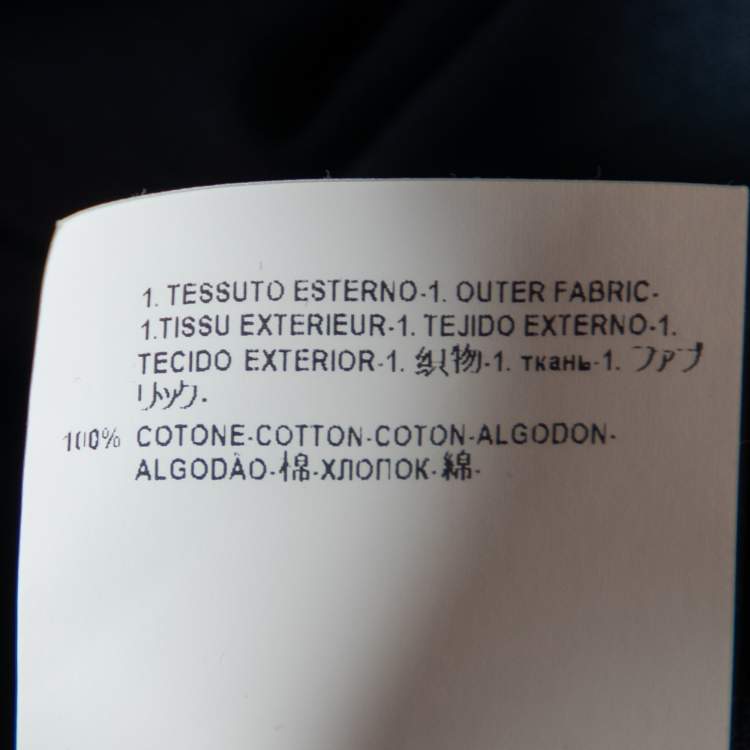 1. TESSUTO ESTERNO-1. OUTER FABRIC-
1.TISSU EXTERIEUR-1. TEJIDO EXTERNO-1.
TECIDO EXTERIOR-1. 织物-1. ткань-1. ファブ
リック-
100% COTONE-COTTON-COTON-ALGODON-
ALGODÃO-棉-ХЛОПОК-綿-